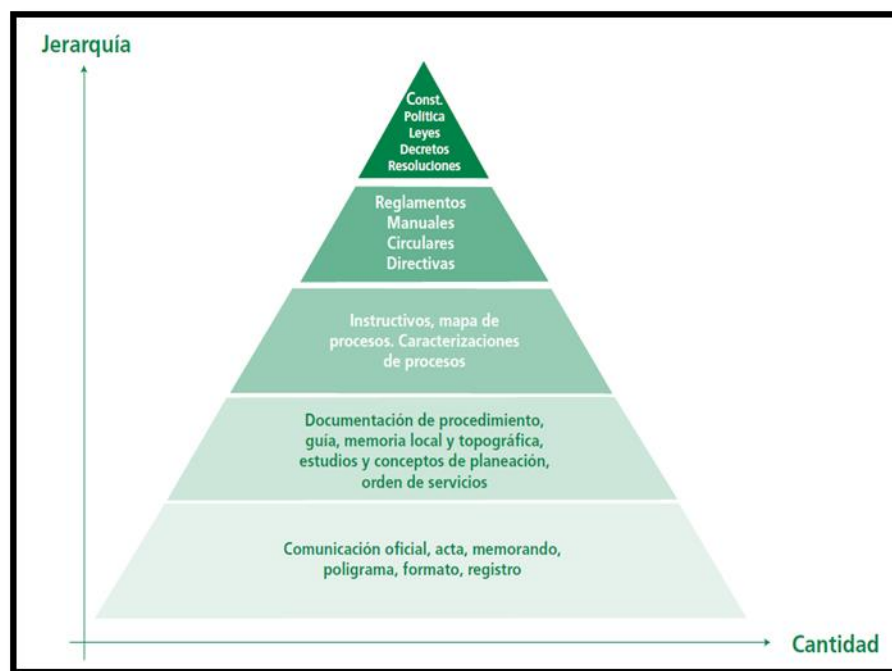 Jerarquía
Const.
Política
Leyes
Decretos
Resoluciones
Reglamentos
Manuales
Circulares
Directivas
Instructivos, mapa de
procesos. Caracterizaciones
de procesos
Documentación de procedimiento,
guía, memoria local y topográfica,
estudios y conceptos de planeación,
orden de servicios
Comunicación oficial, acta, memorando,
poligrama, formato, registro
Cantidad